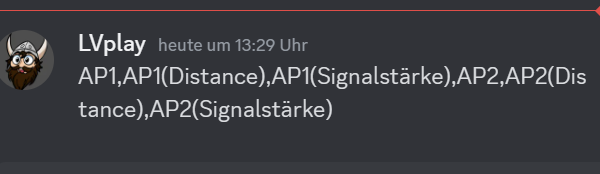 LVplay heute um 13:29 Uhr
AP1,AP1(Distance),AP1(Signalstärke),AP2,AP2(Dis
tance),AP2(Signalstärke)